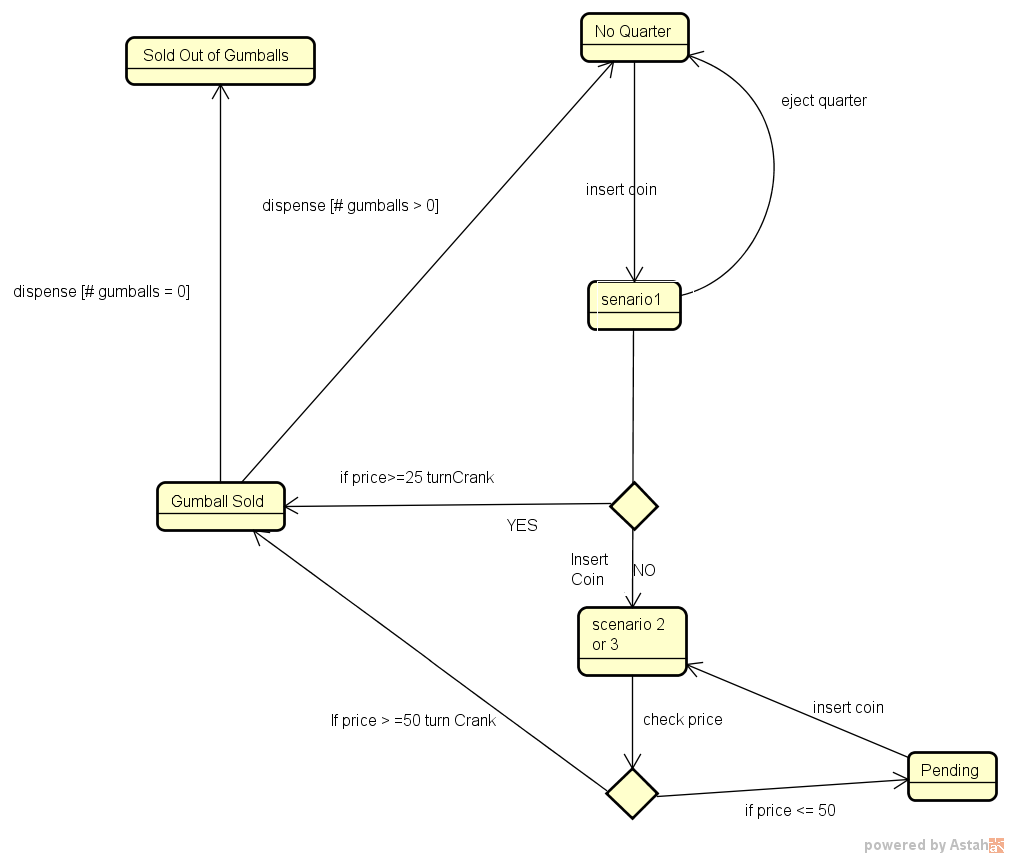 No Quarter
Sold Out of Gumballs
eject quarter
insert coin
dispense [# gumballs > 0]
dispense [# gumballs = 0]
senario1
if price>=25 turnCrank
Gumball Sold
YES
Insert
Coin
NO
scenario 2
or 3
If price > =50 turn Crank
check price
insert coin
Pending
if price <= 50
powered by Astah